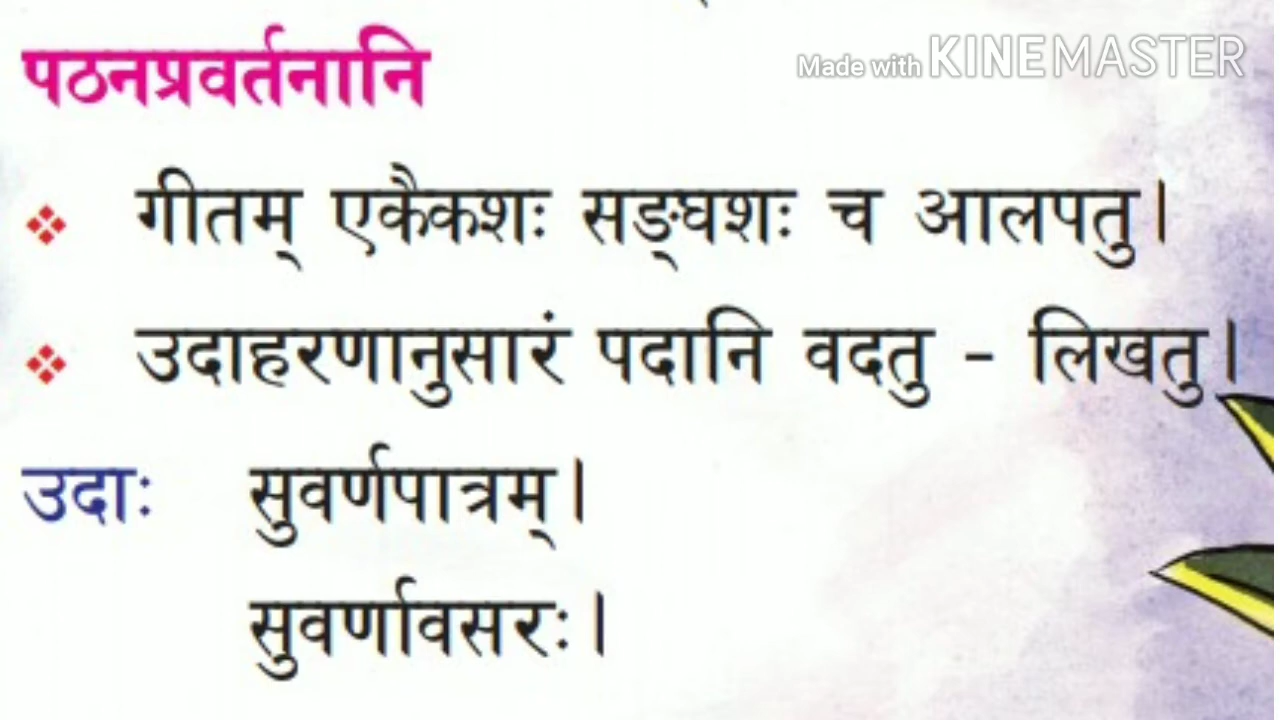 Made with KINEMASTER
पठनप्रवर्तनानि
❖ गीतम् एकैकशः सङ्घशः च आलपतु।
❖ उदाहरणानुसारं पदानि वदतु - लिखतु।
उदाः सुवर्णपात्रम्।
सुवर्णावसरः।